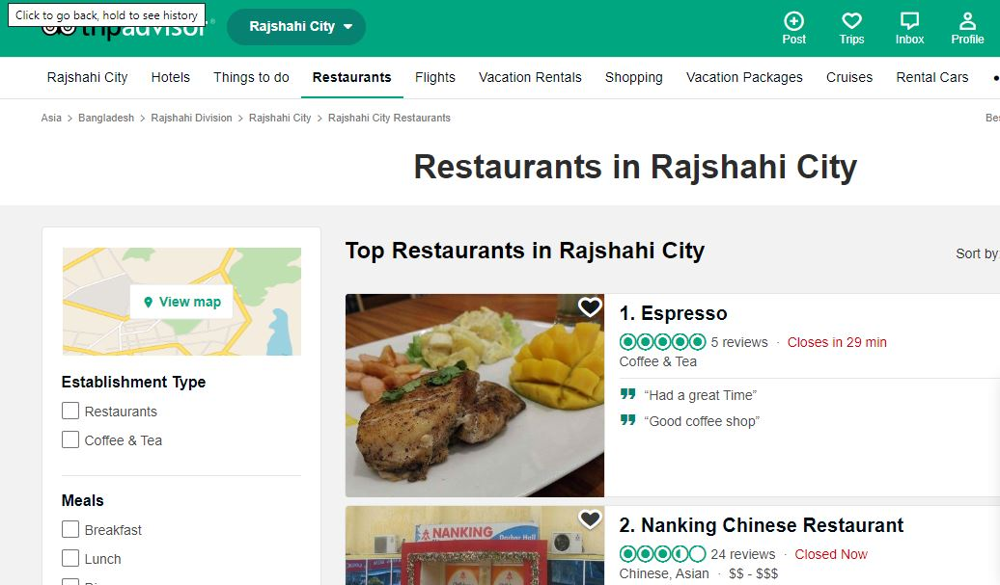 Click to go back, hold to see history
tripadvisor
Rajshahi City
Post
Trips
Inbox
Profile
Rajshahi City Hotels Things to do Restaurants Flights Vacation Rentals Shopping Vacation Packages Cruises Rental Cars
Asia > Bangladesh > Rajshahi Division > Rajshahi City > Rajshahi City Restaurants
Restaurants in Rajshahi City
View map
Establishment Type
Restaurants
Coffee & Tea
Meals
Breakfast
Lunch
Top Restaurants in Rajshahi City
Sort by
1. Espresso
5 reviews · Closes in 29 min
Coffee & Tea
“Had a great Time”
“Good coffee shop”
NANKING
Darbar Hall
2. Nanking Chinese Restaurant
24 reviews · Closed Now
Chinese, Asian · $$ - $$$